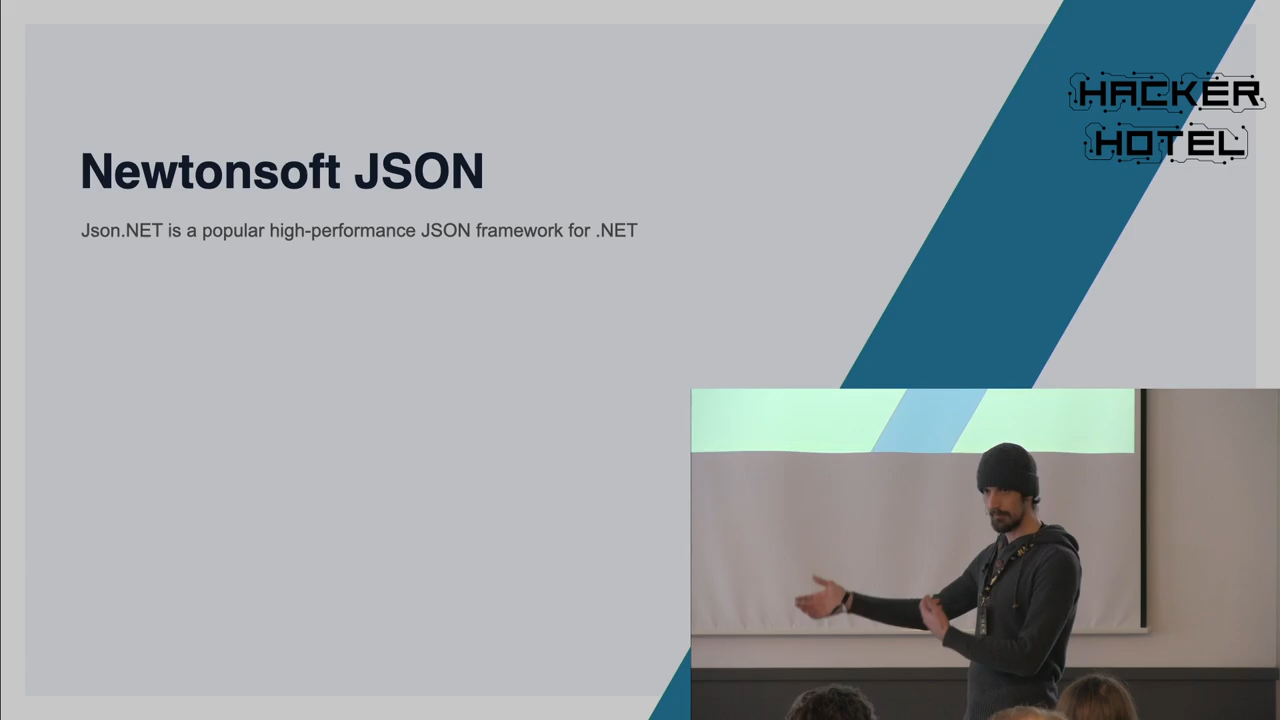 HACKER
HOTEL
Newtonsoft JSON
Json.NET is a popular high-performance JSON framework for .NET